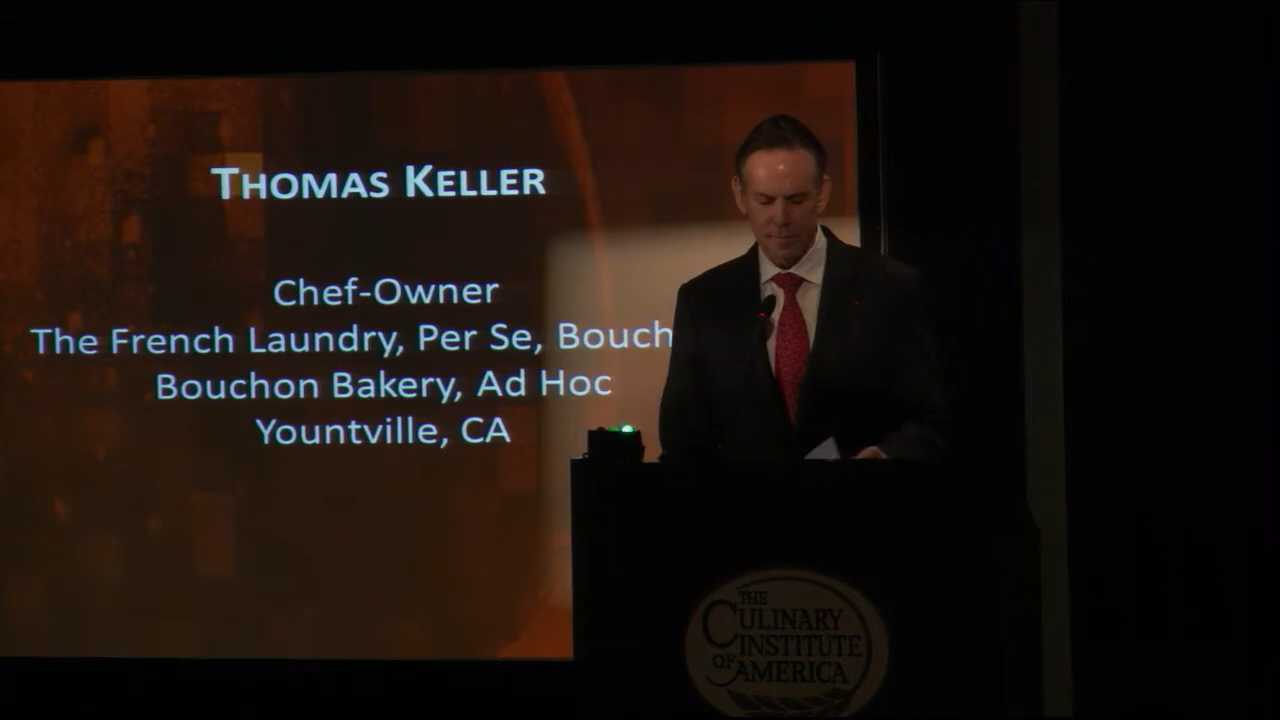 THOMAS KELLER
Chef-Owner
The French Laundry, Per Se, Bouch
Bouchon Bakery, Ad Hoc
Yountville, CA
THE
CULINARY
INSTITUTE
OF AMERICA